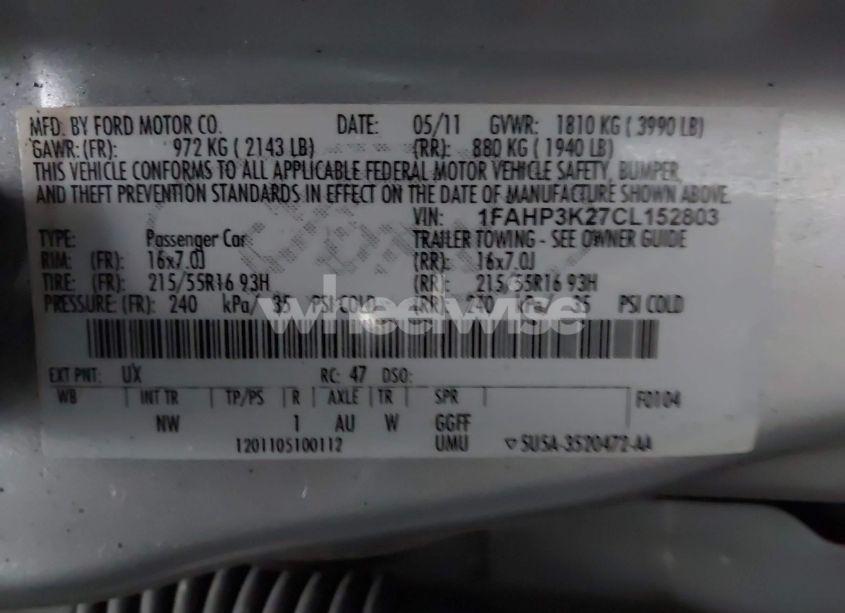 MFD. BY FORD MOTOR CO. DATE: 05/11 GVWR: 1810 KG ( 3990 LB)
GAWR: (FR): 972 KG ( 2143 LB) (RR): 880 KG ( 1940 LB)
THIS VEHICLE CONFORMS TO ALL APPLICABLE FEDERAL MOTOR VEHICLE SAFETY, BUMPER,
AND THEFT PREVENTION STANDARDS IN EFFECT ON THE DATE OF MANUFACTURE SHOWN ABOVE.
VIN: 1FAHP3K27CL152803
TYPE: Passenger Car TRAILER TOWING - SEE OWNER GUIDE
RIM: (FR): 16x7.0J (RR): 16x7.0J
TIRE: (FR): 215/55R16 93H (RR): 215/55R16 93H
PRESSURE: (FR): 240 kPa/ 35 PSI COLD (RR): 240 kPa/ 35 PSI COLD
wheelwise
EXT PNT: UX RC: 47 DSO:
WB INT TR TP/PS R AXLE TR SPR F0104
NW 1 AU W GGFF
1201105100112 UMU ▽ 5U5A-3520472-AA